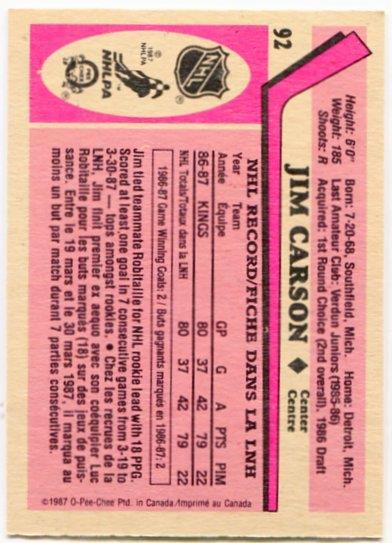 92
Height: 6'0" Born: 7-20-68, Southfield, Mich. Home: Detroit, Mich.
Weight: 185 Last Amateur Club: Verdun Juniors (1985-86)
Shoots: R Acquired: 1st Round Choice (2nd overall), 1986 Draft
JIM CARSON ♦ Center
Centre
NHL RECORD/FICHE DANS LA LNH
Year Team
Année Équipe GP G A PTS PIM
86-87 KINGS 80 37 42 79 22
NHL Totals/Totaux dans la LNH 80 37 42 79 22
1986-87 Game Winning Goals: 2 / Buts gagnants marqués en 1986-87: 2
Jim tied teammate Robitaille for NHL rookie lead with 18 PPG.
Scored at least one goal in 7 consecutive games from 3-19 to
3-30-87 — tops amongst rookies. • Chez les recrues de la
LNH Jim finit premier ex aequo avec son coéquipier Luc
Robitaille pour les buts marqués (18) sur des jeux de puis-
sance. Entre le 19 mars et le 30 mars 1987, il marqua au
moins un but par match durant 7 parties consécutives.
NHL
1987
NHLPA
NHLPA
O-PEE-CHEE
©1987 O-Pee-Chee Ptd. in Canada/Imprimé au Canada